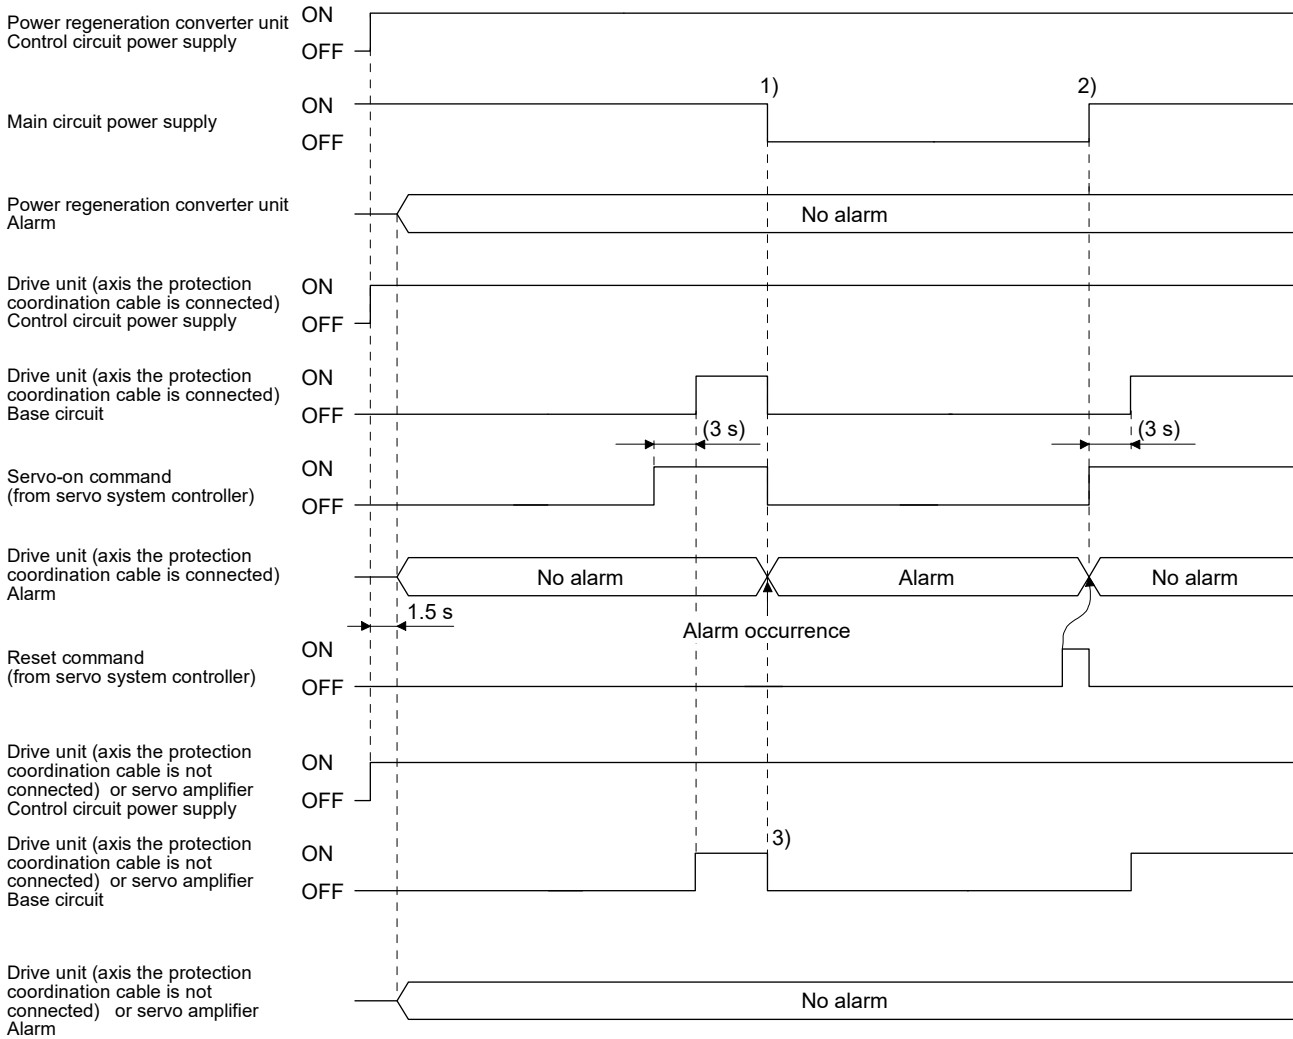 Power regeneration converter unit
Control circuit power supply
ON
OFF
1)
2)
Main circuit power supply
ON
OFF
Power regeneration converter unit
Alarm
No alarm
Drive unit (axis the protection
coordination cable is connected)
Control circuit power supply
ON
OFF
Drive unit (axis the protection
coordination cable is connected)
Base circuit
ON
OFF
(3 s)
(3 s)
Servo-on command
(from servo system controller)
ON
OFF
Drive unit (axis the protection
coordination cable is connected)
Alarm
No alarm
Alarm
No alarm
1.5 s
Alarm occurrence
Reset command
(from servo system controller)
ON
OFF
Drive unit (axis the protection
coordination cable is not
connected) or servo amplifier
Control circuit power supply
ON
OFF
Drive unit (axis the protection
coordination cable is not
connected) or servo amplifier
Base circuit
ON
OFF
3)
Drive unit (axis the protection
coordination cable is not
connected) or servo amplifier
Alarm
No alarm